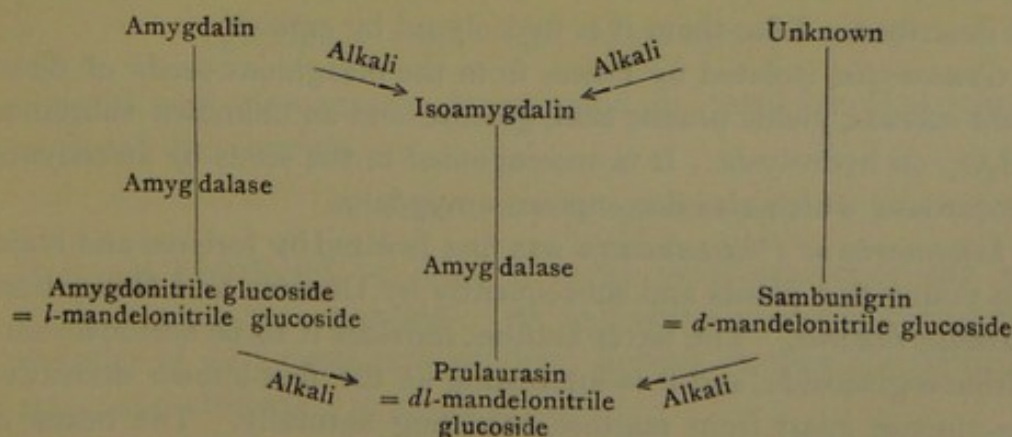 Amygdalin
Unknown
Alkali
Alkali
Isoamygdalin
Amygdalase
Amygdalase
Amygdonitrile glucoside
= l-mandelonitrile glucoside
Sambunigrin
= d-mandelonitrile glucoside
Alkali
Alkali
Prulaurasin
= dl-mandelonitrile
glucoside